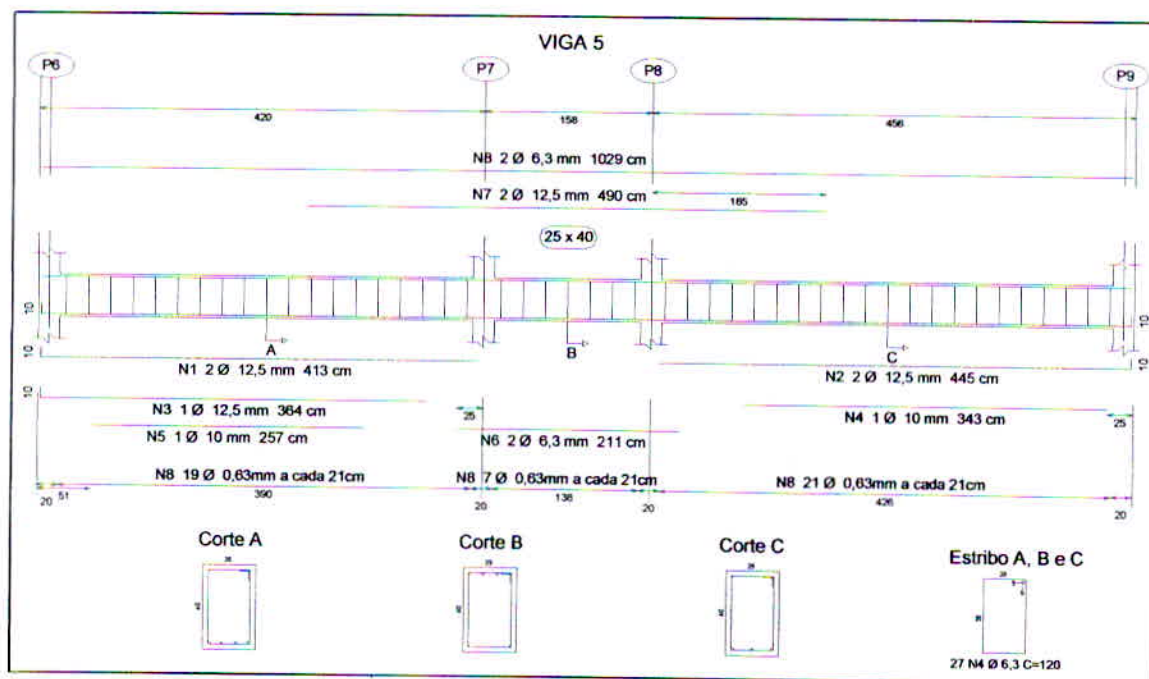 VIGA 5
P6 P7 P8 P9
420 158 456
N8 2 Ø 6,3 mm 1029 cm
N7 2 Ø 12,5 mm 490 cm
165
25 x 40
10 10
A B C
10 10
N1 2 Ø 12,5 mm 413 cm N2 2 Ø 12,5 mm 445 cm
10
N3 1 Ø 12,5 mm 364 cm 25 N4 1 Ø 10 mm 343 cm 25
N5 1 Ø 10 mm 257 cm N6 2 Ø 6,3 mm 211 cm
N8 19 Ø 0,63mm a cada 21cm N8 7 Ø 0,63mm a cada 21cm N8 21 Ø 0,63mm a cada 21cm
20 51 390 20 138 20 426 20
Corte A Corte B Corte C Estribo A, B e C
27 N4 Ø 6,3 C=120